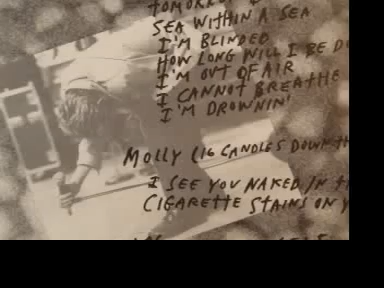 SEA WITHIN A SEA
I'M BLINDED
HOW LONG WILL I BE
I'M OUT OF AIR
I CANNOT BREATHE
I'M DROWNIN'
MOLLY (16 CANDLES DOWN
I SEE YOU NAKED IN
CIGARETTE STAINS ON